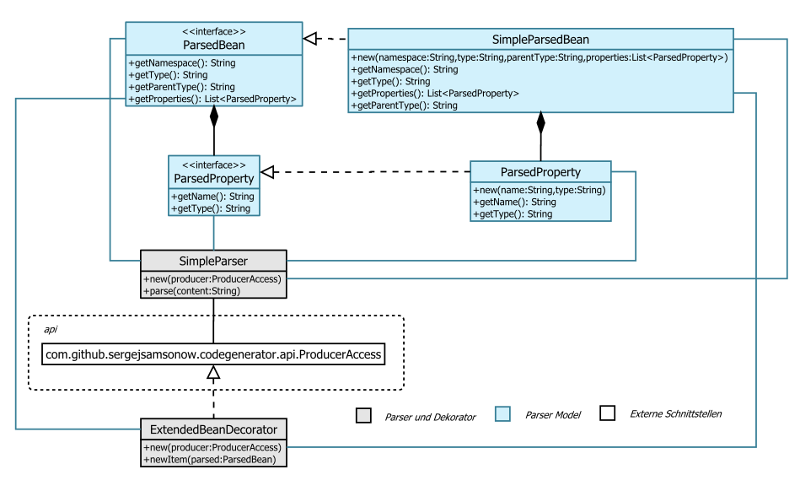 <<interface>>
ParsedBean
+getNamespace(): String
+getType(): String
+getParentType(): String
+getProperties(): List<ParsedProperty>
SimpleParsedBean
+new(namespace:String,type:String,parentType:String,properties:List<ParsedProperty>)
+getNamespace(): String
+getType(): String
+getProperties(): List<ParsedProperty>
+getParentType(): String
<<interface>>
ParsedProperty
+getName(): String
+getType(): String
ParsedProperty
+new(name:String,type:String)
+getName(): String
+getType(): String
SimpleParser
+new(producer:ProducerAccess)
+parse(content:String)
api
com.github.sergejsamsonow.codegenerator.api.ProducerAccess
ExtendedBeanDecorator
+new(producer:ProducerAccess)
+newItem(parsed:ParsedBean)
Parser und Dekorator
Parser Model
Externe Schnittstellen